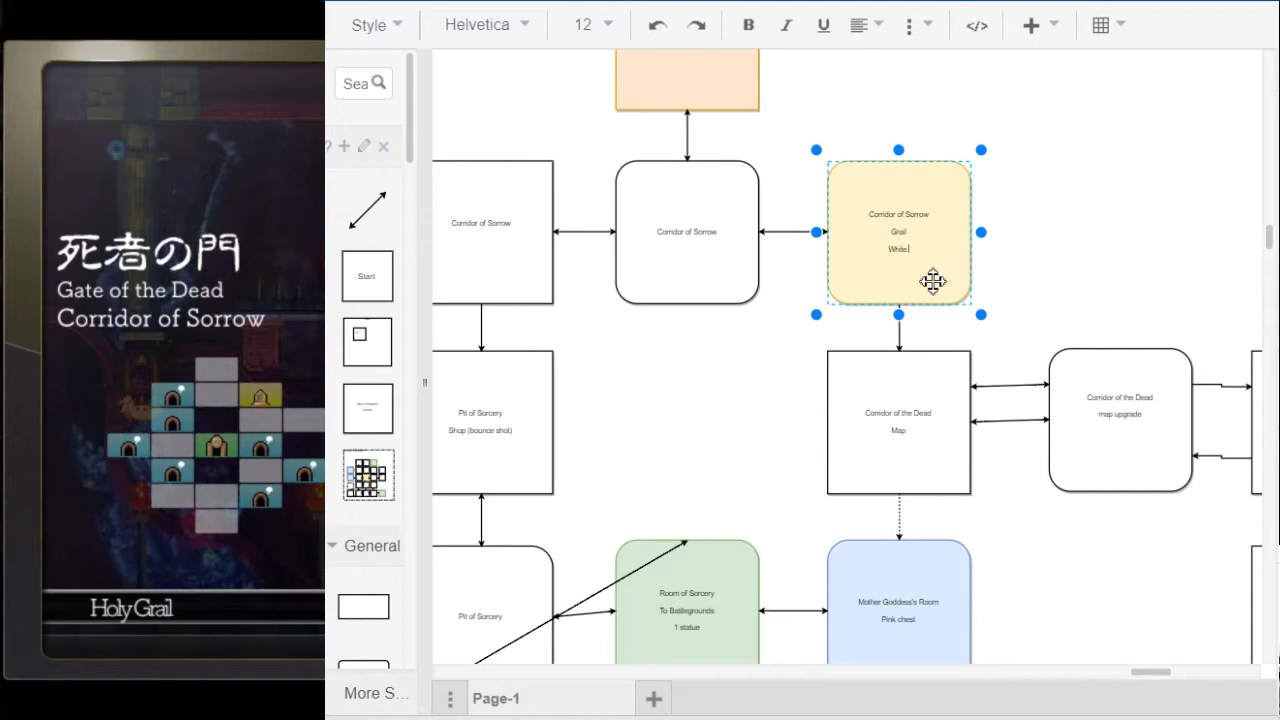 Style
Helvetica
12
B
I
U
</>
Sea
?
死者の門
Gate of the Dead
Corridor of Sorrow
Holy Grail
Start
General
More S...
Corridor of Sorrow
Corridor of Sorrow
Corridor of Sorrow
Grail
White
Pit of Sorcery
Shop (bounce shot)
Corridor of the Dead
Map
Corridor of the Dead
map upgrade
Pit of Sorcery
Room of Sorcery
To Battlegrounds
1 statue
Mother Goddess's Room
Pink chest
Page-1